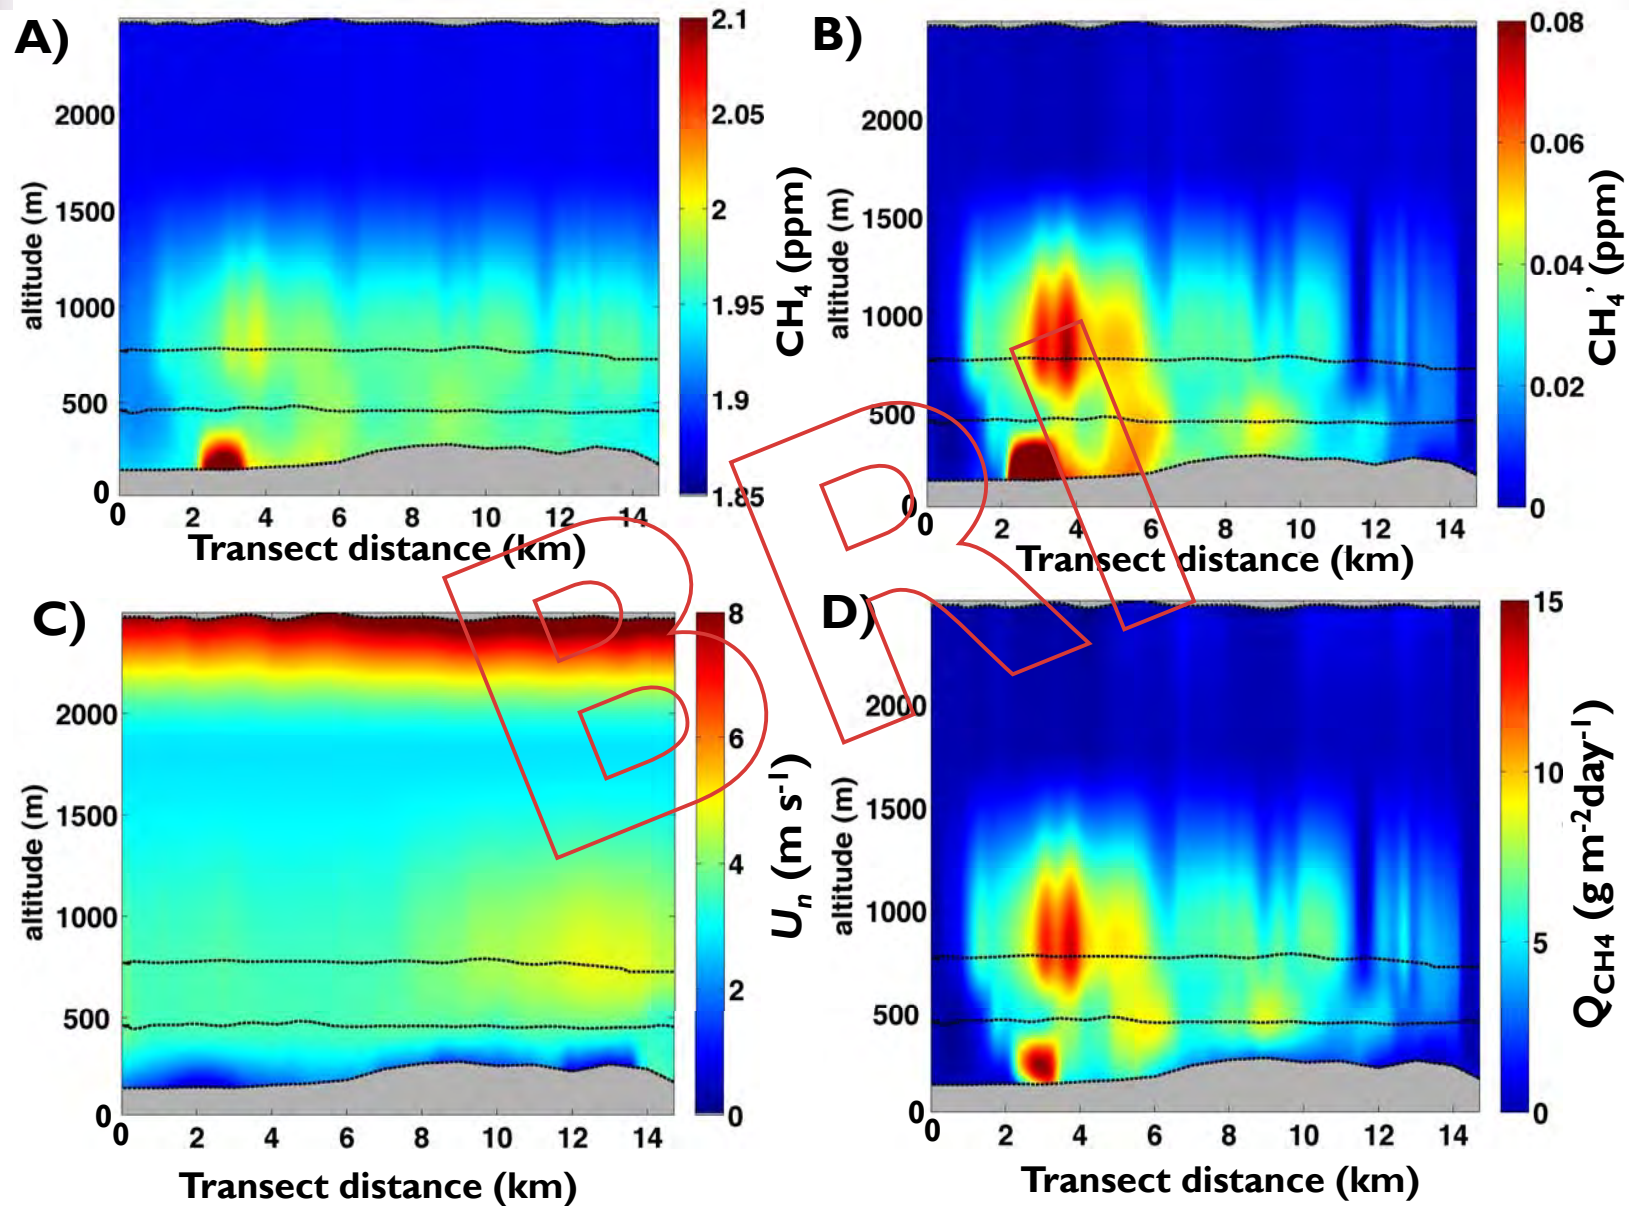 A)
2000
1500
1000
500
0
altitude (m)
0 2 4 6 8 10 12 14
Transect distance (km)
2.1
2.05
2
1.95
1.9
1.85
CH4 (ppm)
B)
2000
1500
1000
500
0
altitude (m)
0 2 4 6 8 10 12 14
Transect distance (km)
0.08
0.06
0.04
0.02
0
CH4’ (ppm)
C)
2000
1500
1000
500
0
altitude (m)
0 2 4 6 8 10 12 14
Transect distance (km)
8
6
4
2
0
Un (m s-1)
D)
2000
1500
1000
500
0
altitude (m)
0 2 4 6 8 10 12 14
Transect distance (km)
15
10
5
0
QCH4 (g m-2day-1)
BRI